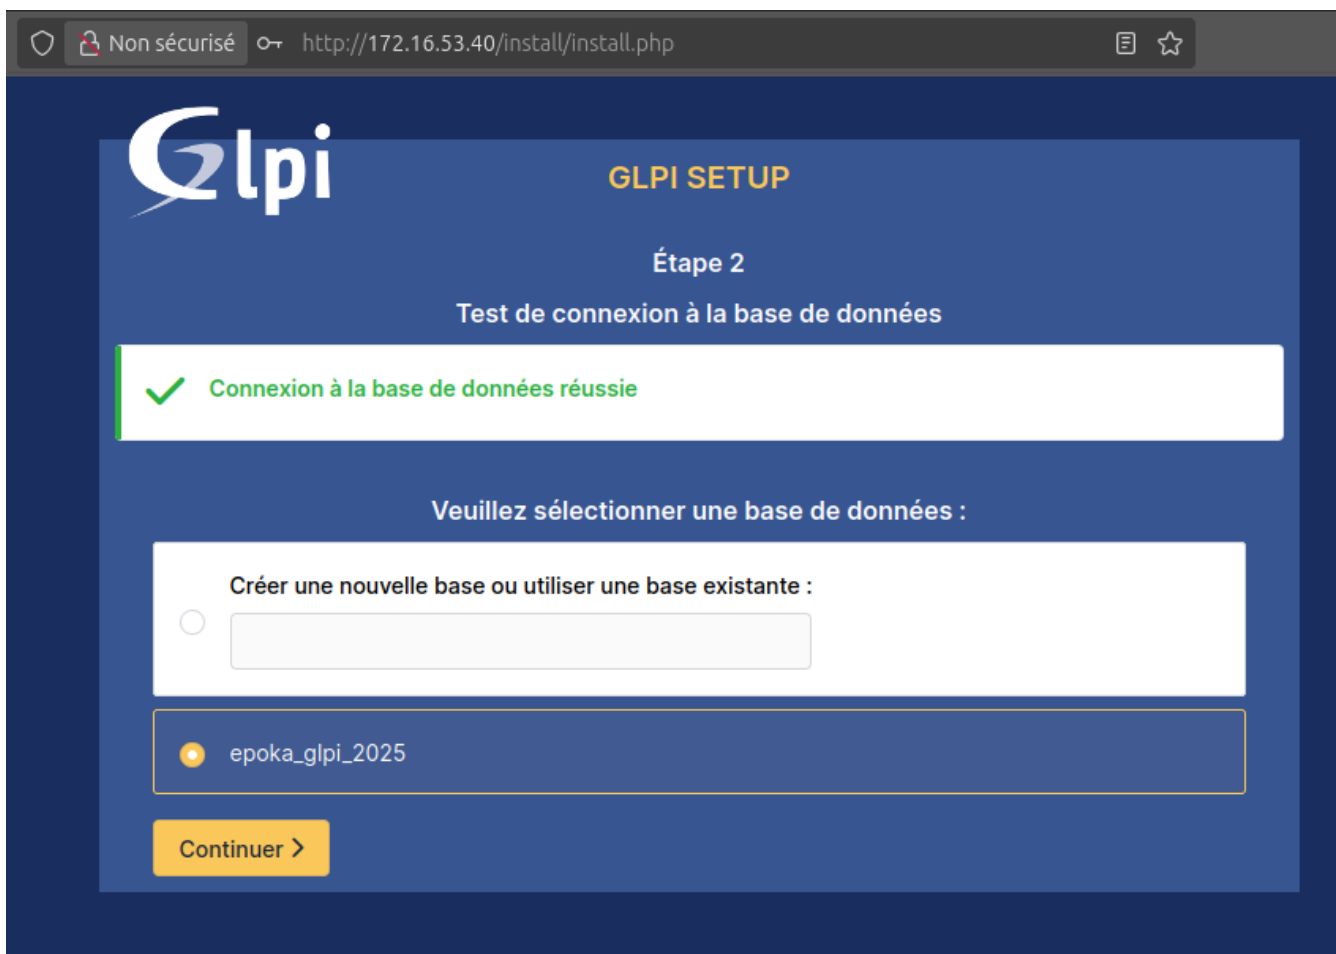 Non sécurisé http://172.16.53.40/install/install.php
Glpi
GLPI SETUP
Étape 2
Test de connexion à la base de données
Connexion à la base de données réussie
Veuillez sélectionner une base de données :
Créer une nouvelle base ou utiliser une base existante :
epoka_glpi_2025
Continuer